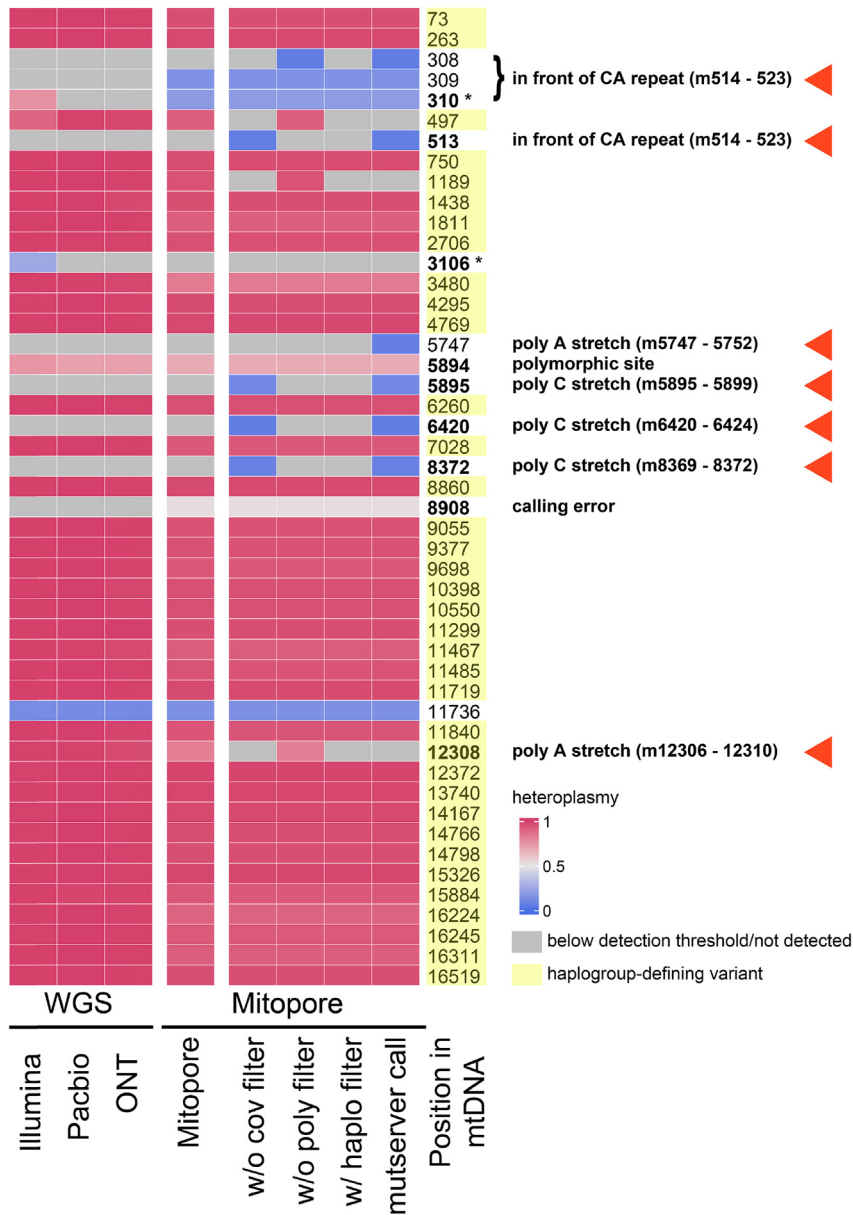 73
263
308
309 in front of CA repeat (m514 - 523)
310 *
497
513 in front of CA repeat (m514 - 523)
750
1189
1438
1811
2706
3106 *
3480
4295
4769
5747 poly A stretch (m5747 - 5752)
5894 polymorphic site
5895 poly C stretch (m5895 - 5899)
6260
6420 poly C stretch (m6420 - 6424)
7028
8372 poly C stretch (m8369 - 8372)
8860
8908 calling error
9055
9377
9698
10398
10550
11299
11467
11485
11719
11736
11840
12308 poly A stretch (m12306 - 12310)
12372
13740
14167
14766
14798
15326
15884
16224
16245
16311
16519
heteroplasmy
1
0.5
0
below detection threshold/not detected
haplogroup-defining variant
WGS
Mitopore
Illumina
Pacbio
ONT
Mitopore
w/o cov filter
w/o poly filter
w/ haplo filter
mutserver call
Position in
mtDNA